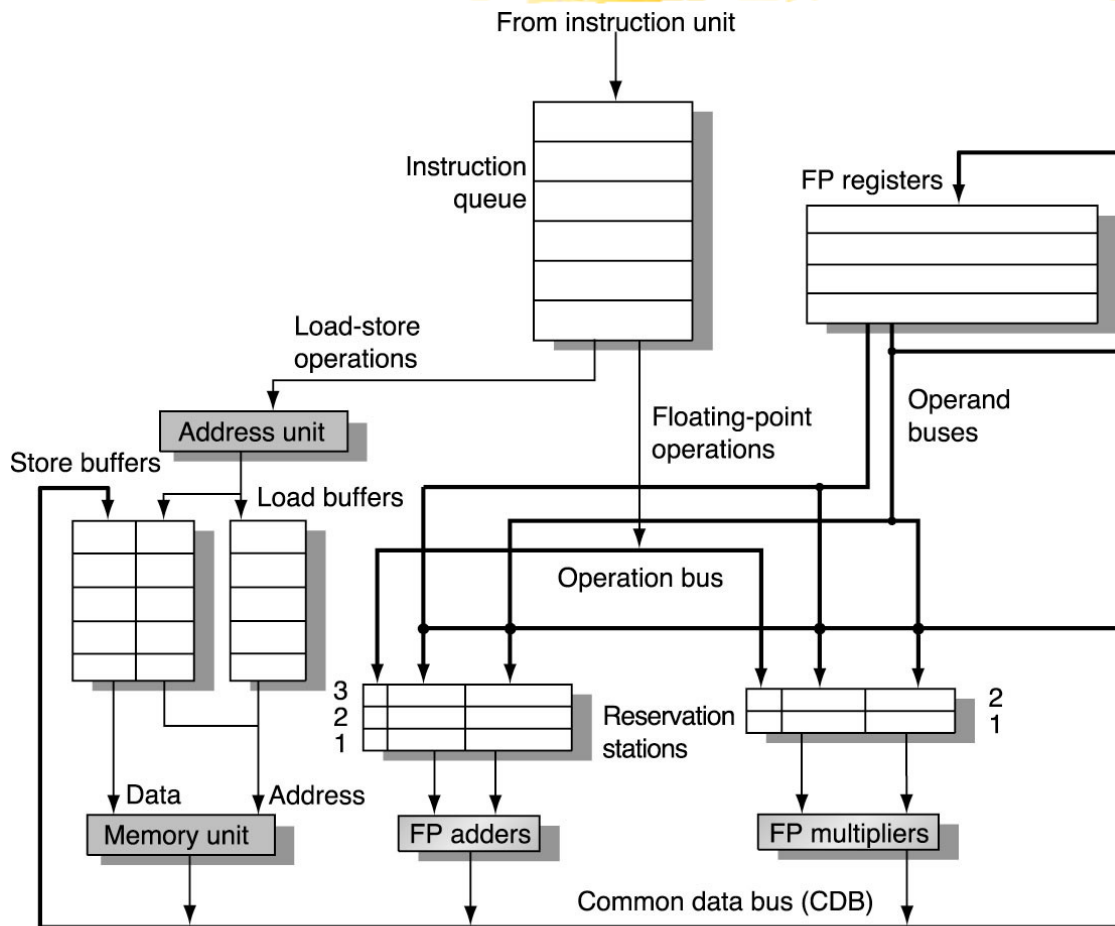 From instruction unit
Instruction
queue
FP registers
Load-store
operations
Address unit
Floating-point
operations
Operand
buses
Store buffers
Load buffers
Operation bus
3
2
1
Reservation
stations
2
1
Data
Address
Memory unit
FP adders
FP multipliers
Common data bus (CDB)